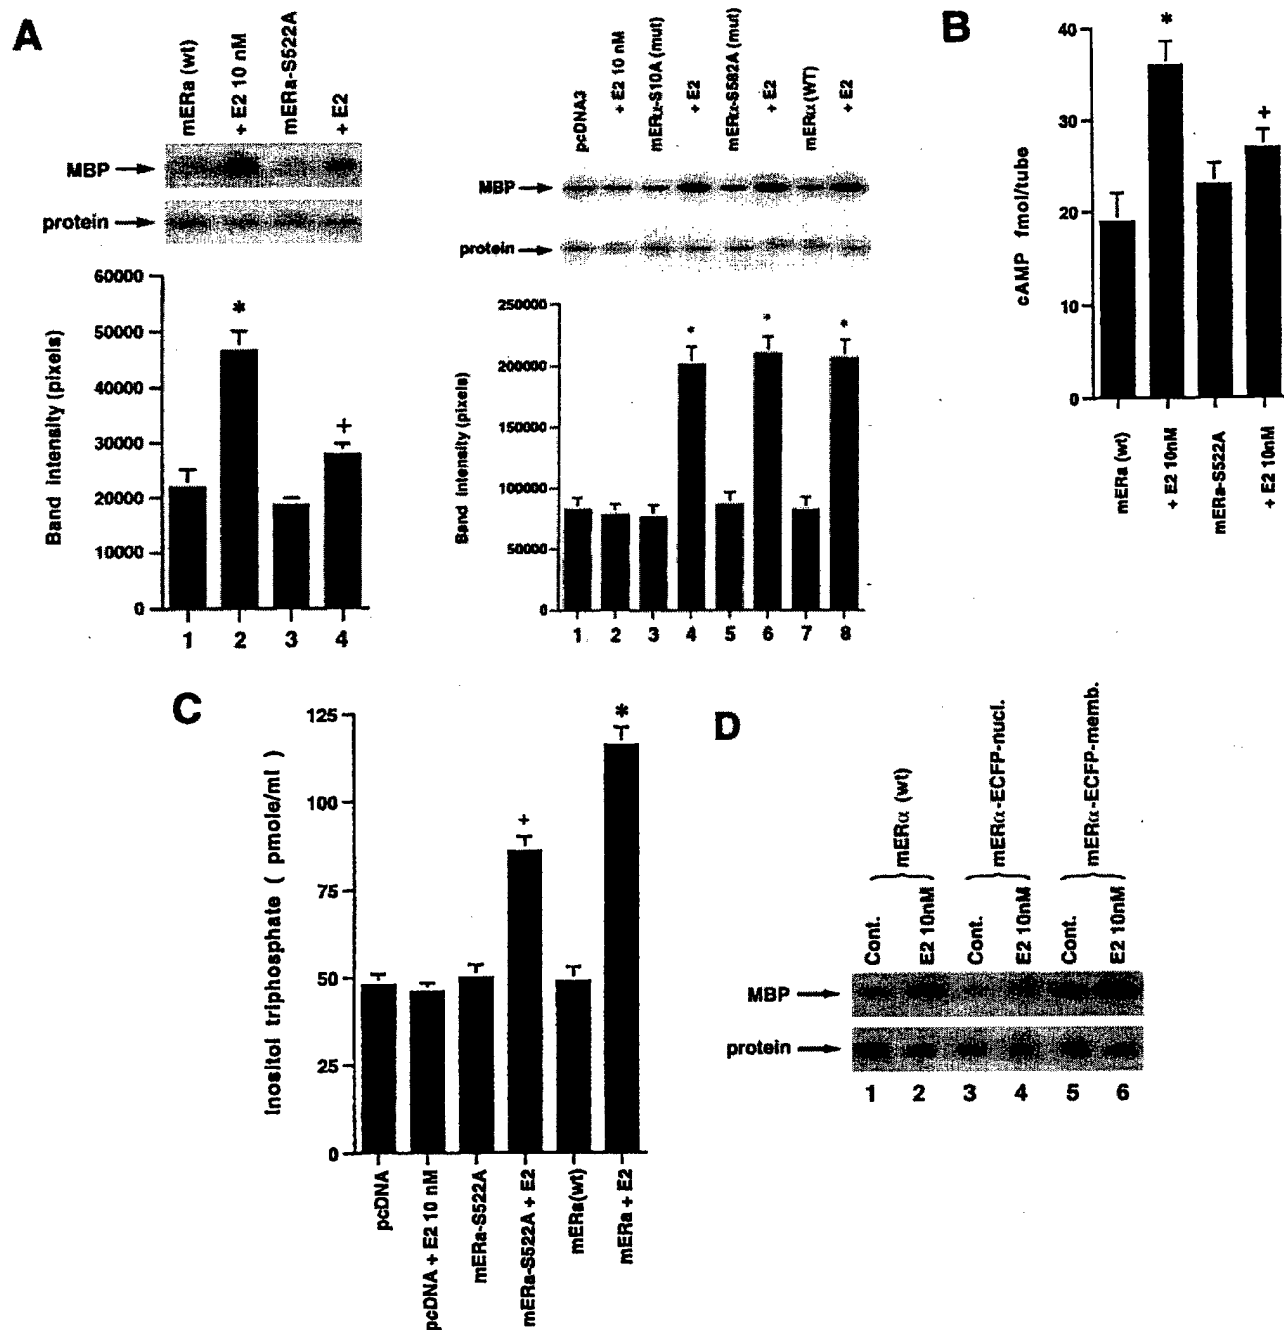 A
mERa (wt)
+ E2 10 nM
mERa-S522A
+ E2
MBP
protein
Band intensity (pixels)
60000
50000
40000
30000
20000
10000
0
*
+
1 2 3 4
pcDNA3
+ E2 10 nM
mERα-S10A (mut)
+ E2
mERα-S582A (mut)
+ E2
mERα (WT)
+ E2
MBP
protein
Band intensity (pixels)
250000
200000
150000
100000
50000
0
* * *
1 2 3 4 5 6 7 8
B
cAMP fmol/tube
40
30
20
10
0
*
+
mERa (wt)
+ E2 10nM
mERa-S522A
+ E2 10nM
C
Inositol triphosphate ( pmole/ml )
125
100
75
50
25
0
+
*
pcDNA
pcDNA + E2 10 nM
mERa-S522A
mERa-S522A + E2
mERa(wt)
mERa + E2
D
mERα (wt)
mERα-ECFP-nucl.
mERα-ECFP-memb.
Cont.
E2 10nM
Cont.
E2 10nM
Cont.
E2 10nM
MBP
protein
1 2 3 4 5 6